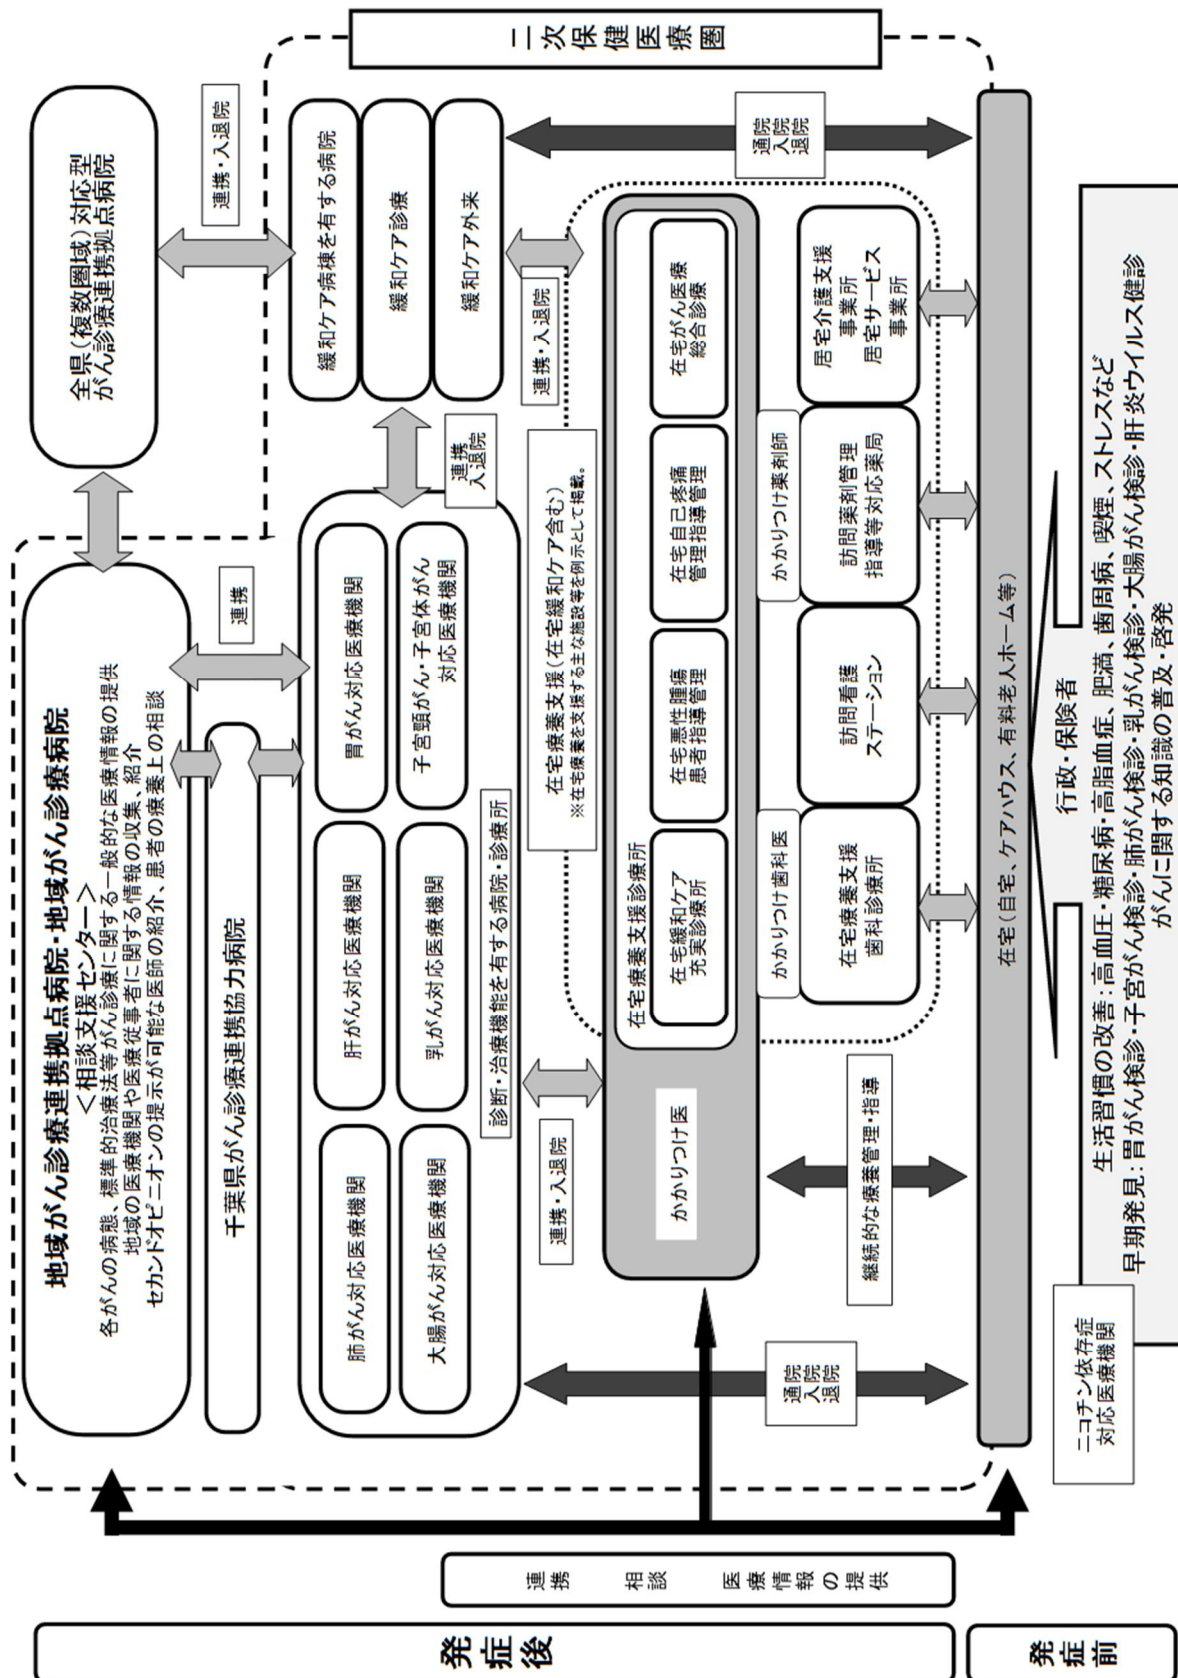 全県（複数圏域）対応型
がん診療連携拠点病院
連携・入退院
二次保健医療圏
地域がん診療連携拠点病院・地域がん診療病院
＜相談支援センター＞
各がんの病態、標準的治療法等がん診療に関する一般的な医療情報の提供
地域の医療機関や医療従事者に関する情報の収集、紹介
セカンドオピニオンの提示が可能な医師の紹介、患者の療養上の相談
連携
千葉県がん診療連携協力病院
肺がん対応医療機関
肝がん対応医療機関
胃がん対応医療機関
大腸がん対応医療機関
乳がん対応医療機関
子宮頸がん・子宮体がん
対応医療機関
診断・治療機能を有する病院・診療所
連携
入退院
緩和ケア病棟を有する病院
緩和ケア診療
緩和ケア外来
連携・入退院
連携・入退院
通院
入院
退院
在宅療養支援（在宅緩和ケア含む）
※在宅療養を支援する主な施設等を例示として掲載。
かかりつけ医
在宅療養支援診療所
在宅緩和ケア
充実診療所
在宅悪性腫瘍
患者指導管理
在宅自己疼痛
管理指導管理
在宅がん医療
総合診療
かかりつけ歯科医
在宅療養支援
歯科診療所
訪問看護
ステーション
かかりつけ薬剤師
訪問薬剤管理
指導等対応薬局
居宅介護支援
事業所
居宅サービス
事業所
通院
入院
退院
継続的な療養管理・指導
在宅（自宅、ケアハウス、有料老人ホーム等）
行政・保険者
生活習慣の改善：高血圧・糖尿病・高脂血症、肥満、歯周病、喫煙、ストレスなど
早期発見：胃がん検診・子宮がん検診・肺がん検診・乳がん検診・大腸がん検診・肝炎ウイルス健診
がんに関する知識の普及・啓発
ニコチン依存症
対応医療機関
連携　相談　医療情報の提供
発症後
発症前